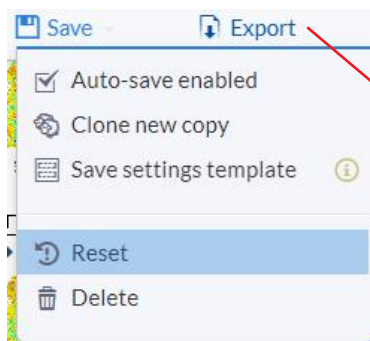 Save Export
Auto-save enabled
Clone new copy
Save settings template
Reset
Delete